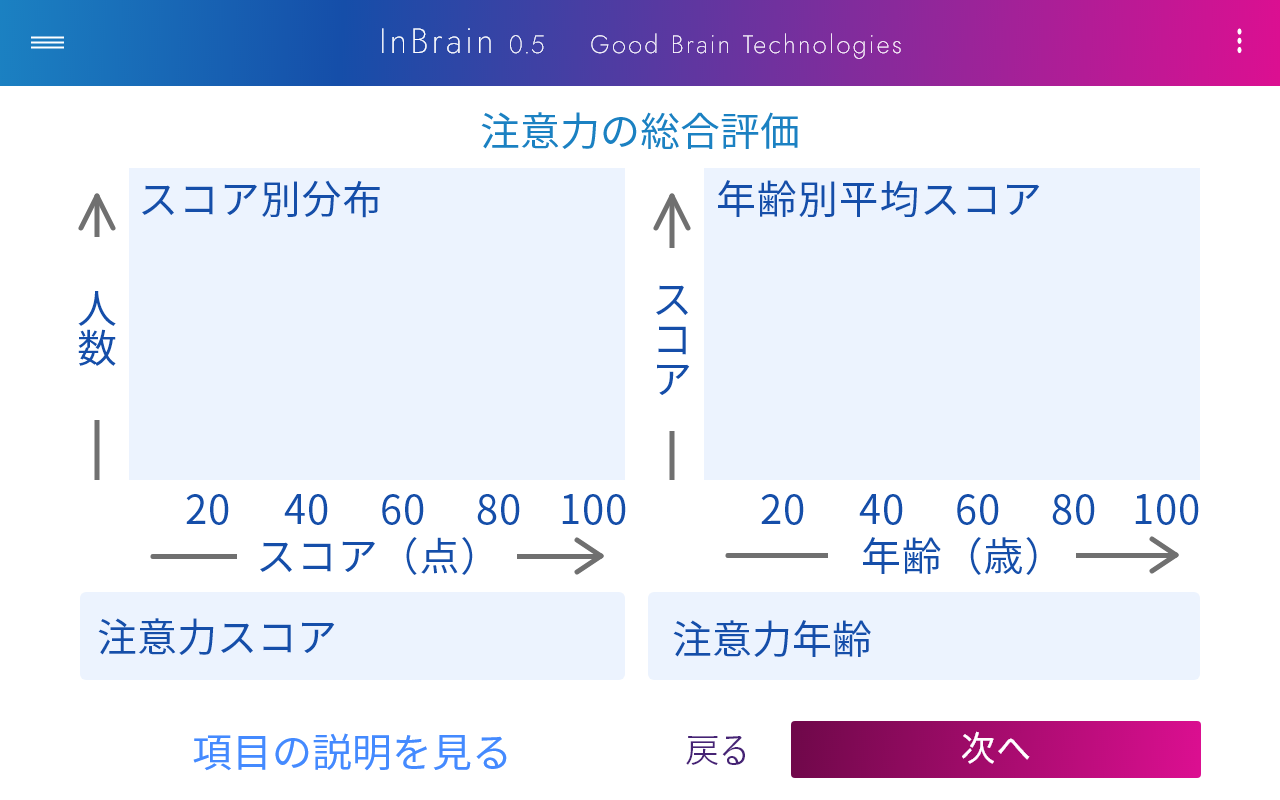 InBrain 0.5 Good Brain Technologies
注意力の総合評価
スコア別分布
人数
20 40 60 80 100
スコア（点）
年齢別平均スコア
スコア
20 40 60 80 100
年齢（歳）
注意力スコア
注意力年齢
項目の説明を見る
戻る
次へ